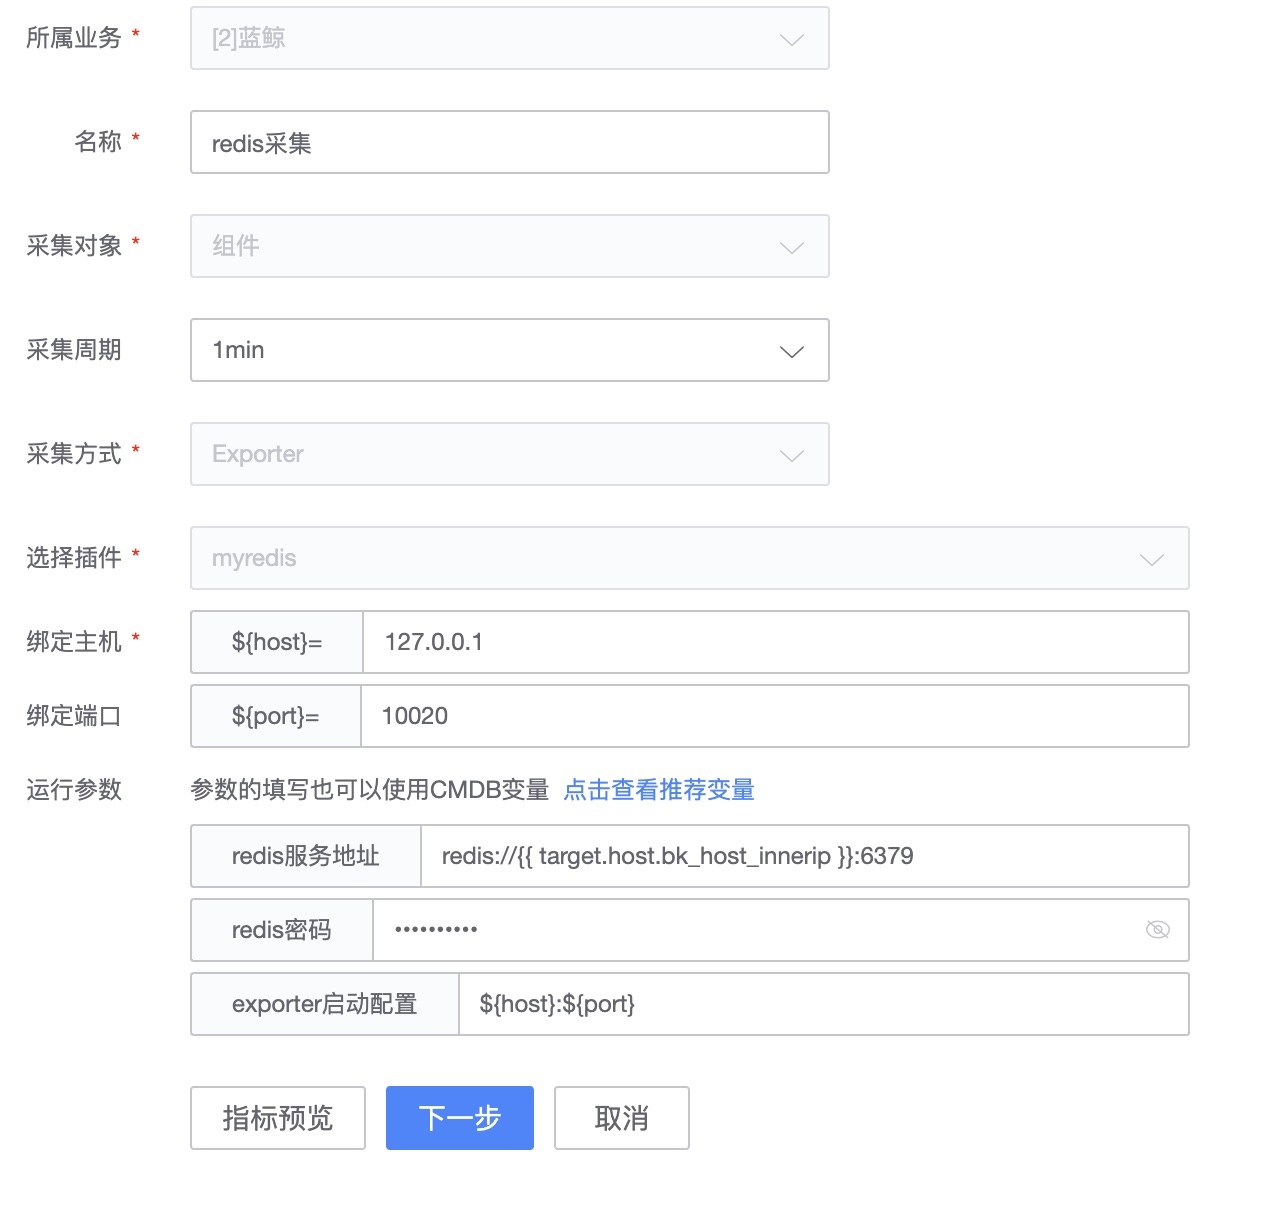 所属业务 * [2]蓝鲸
名称 * redis采集
采集对象 * 组件
采集周期 1min
采集方式 * Exporter
选择插件 * myredis
绑定主机 * ${host}= 127.0.0.1
绑定端口 ${port}= 10020
运行参数 参数的填写也可以使用CMDB变量 点击查看推荐变量
redis服务地址 redis://{{ target.host.bk_host_innerip }}:6379
redis密码 ••••••••••
exporter启动配置 ${host}:${port}
指标预览 下一步 取消